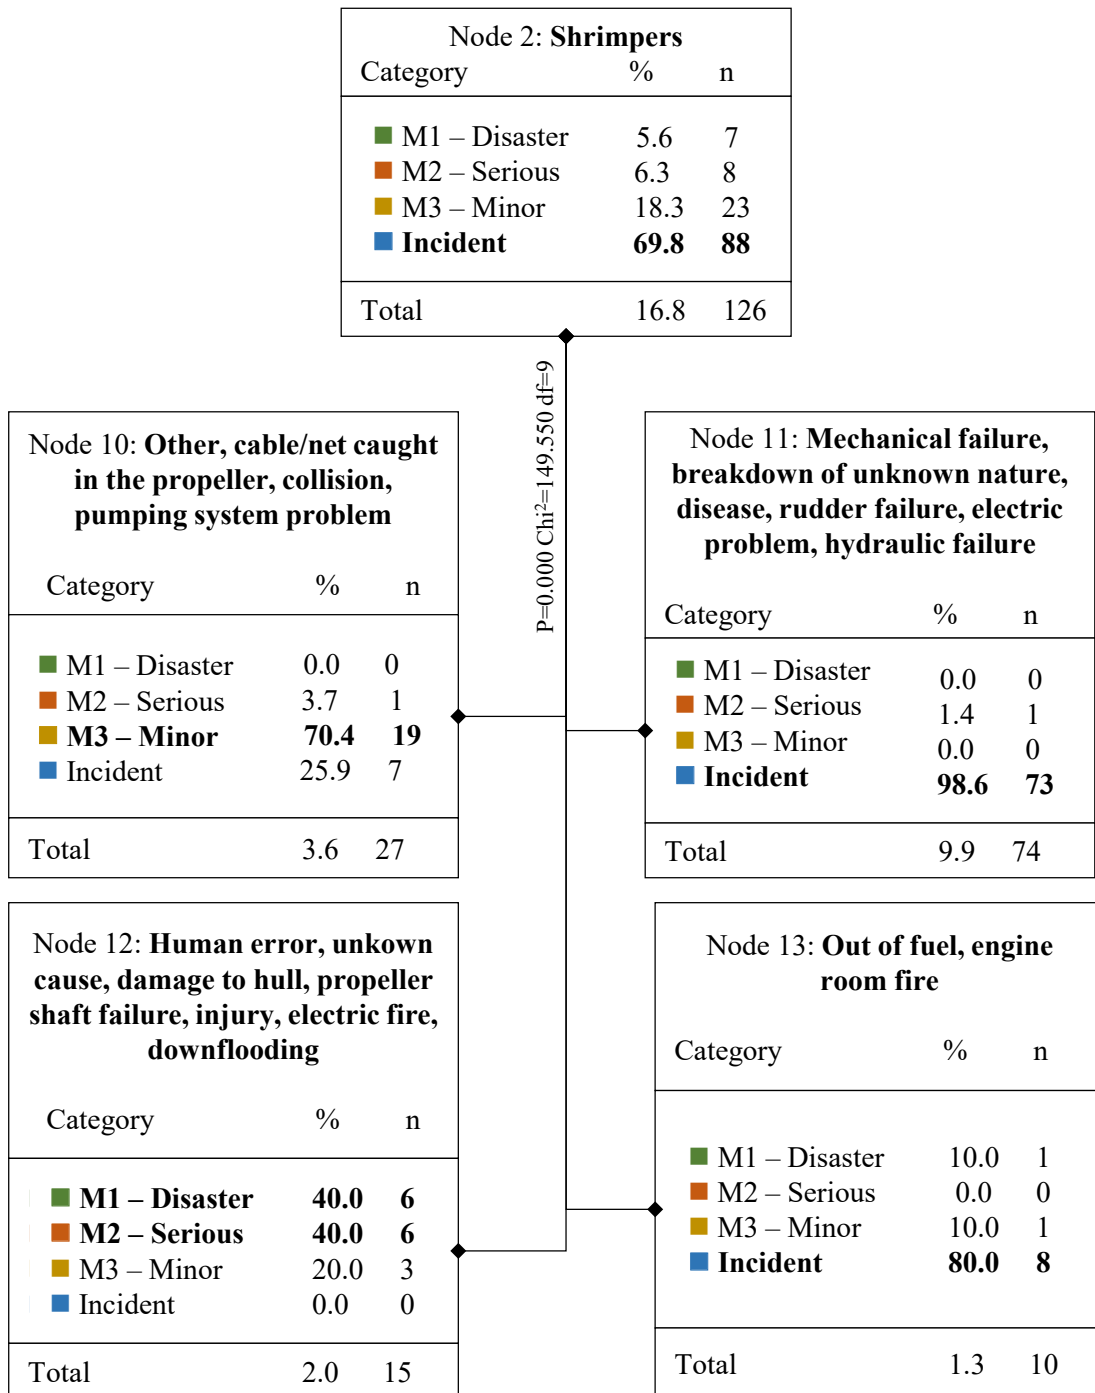 Node 2: Shrimpers
Category % n
M1 – Disaster 5.6 7
M2 – Serious 6.3 8
M3 – Minor 18.3 23
Incident 69.8 88
Total 16.8 126
P=0.000 Chi²=149.550 df=9
Node 10: Other, cable/net caught
in the propeller, collision,
pumping system problem
Category % n
M1 – Disaster 0.0 0
M2 – Serious 3.7 1
M3 – Minor 70.4 19
Incident 25.9 7
Total 3.6 27
Node 11: Mechanical failure,
breakdown of unknown nature,
disease, rudder failure, electric
problem, hydraulic failure
Category % n
M1 – Disaster 0.0 0
M2 – Serious 1.4 1
M3 – Minor 0.0 0
Incident 98.6 73
Total 9.9 74
Node 12: Human error, unkown
cause, damage to hull, propeller
shaft failure, injury, electric fire,
downflooding
Category % n
M1 – Disaster 40.0 6
M2 – Serious 40.0 6
M3 – Minor 20.0 3
Incident 0.0 0
Total 2.0 15
Node 13: Out of fuel, engine
room fire
Category % n
M1 – Disaster 10.0 1
M2 – Serious 0.0 0
M3 – Minor 10.0 1
Incident 80.0 8
Total 1.3 10